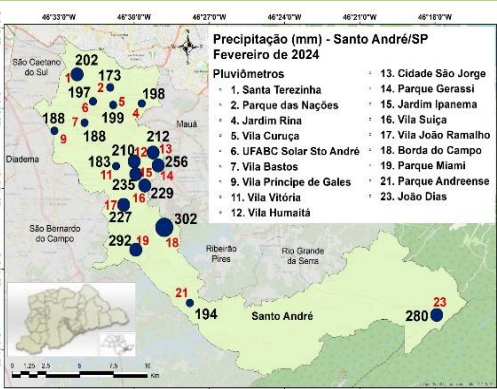 46°33'0"W
46°30'0"W
46°27'0"W
46°24'0"W
46°21'0"W
46°18'0"W
Precipitação (mm) - Santo André/SP
Fevereiro de 2024
Pluviômetros
1. Santa Terezinha
2. Parque das Nações
4. Jardim Rina
5. Vila Curuça
6. UFABC Solar Sto André
7. Vila Bastos
9. Vila Príncipe de Gales
11. Vila Vitória
12. Vila Humaitá
13. Cidade São Jorge
14. Parque Gerassi
15. Jardim Ipanema
16. Vila Suiça
17. Vila João Ramalho
18. Borda do Campo
19. Parque Miami
21. Parque Andreense
23. João Dias
São Caetano
do Sul
202
1
173
2
197
6
199
5
198
4
188
9
7
188
Mauá
Diadema
212
13
210
12
183
11
256
14
15
235
16
229
17
227
302
18
São Bernardo
do Campo
292
19
Ribeirão
Pires
Rio Grande
da Serra
21
194
Santo André
23
280
0 1.25 2.5 5 7.5 10
Km